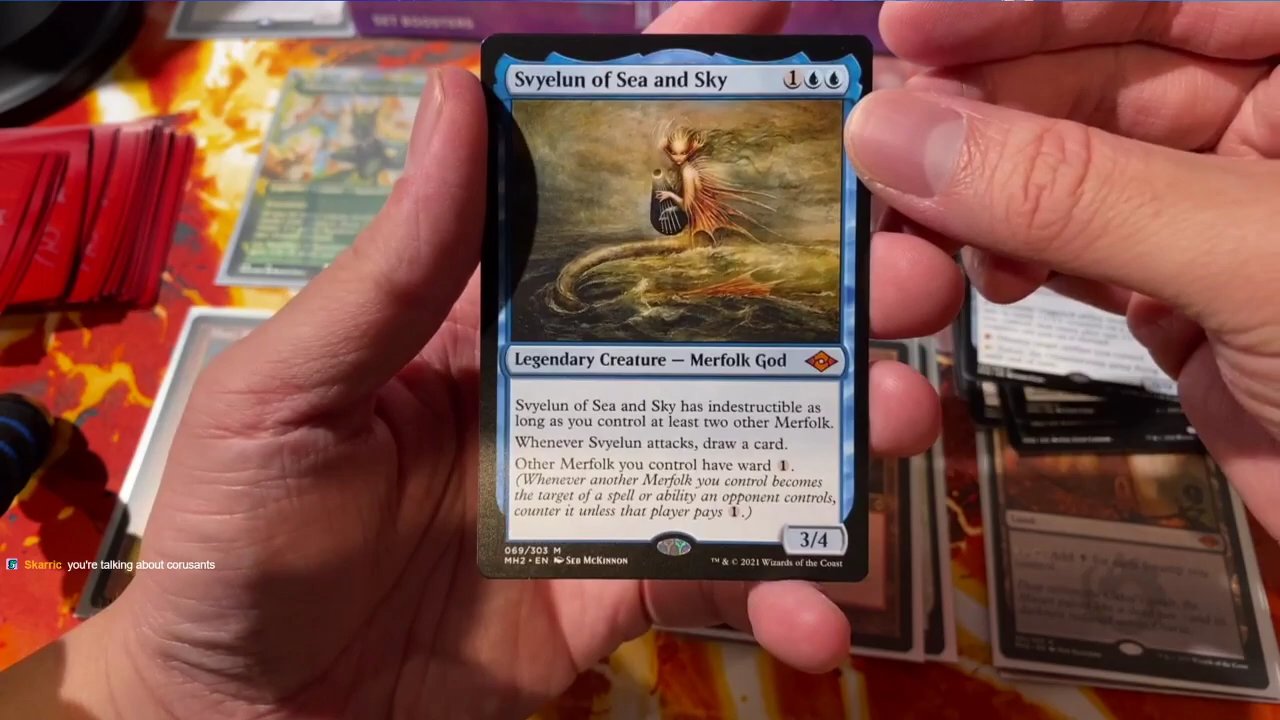 SET BOOSTERS
Svyelun of Sea and Sky 1
Legendary Creature — Merfolk God
Svyelun of Sea and Sky has indestructible as
long as you control at least two other Merfolk.
Whenever Svyelun attacks, draw a card.
Other Merfolk you control have ward 1.
(Whenever another Merfolk you control becomes
the target of a spell or ability an opponent controls,
counter it unless that player pays 1.)
3/4
069/303 M
MH2 • EN SEB MCKINNON
™ & © 2021 Wizards of the Coast
Skarric you're talking about corusants